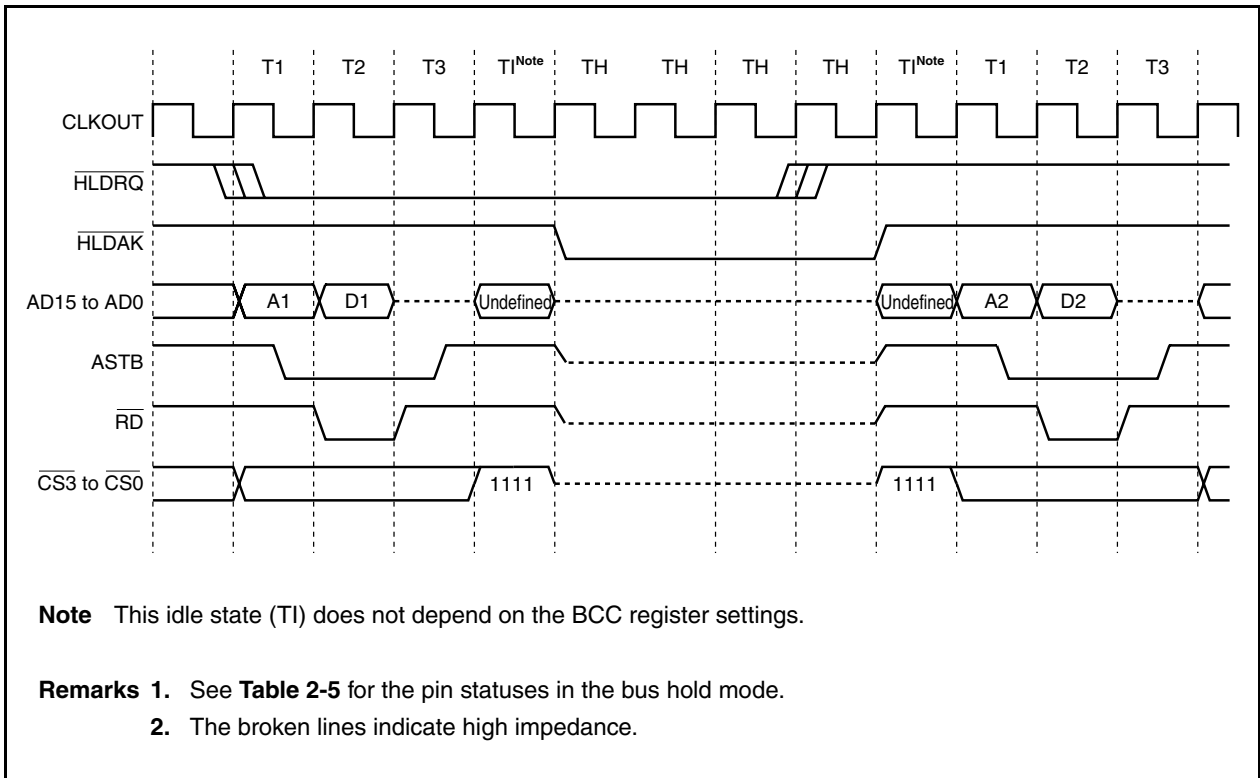 T1 T2 T3 TINote TH TH TH TH TINote T1 T2 T3
CLKOUT
HLDRQ
HLDAK
AD15 to AD0 A1 D1 Undefined Undefined A2 D2
ASTB
RD
CS3 to CS0 1111 1111
Note This idle state (TI) does not depend on the BCC register settings.
Remarks 1. See Table 2-5 for the pin statuses in the bus hold mode.
2. The broken lines indicate high impedance.